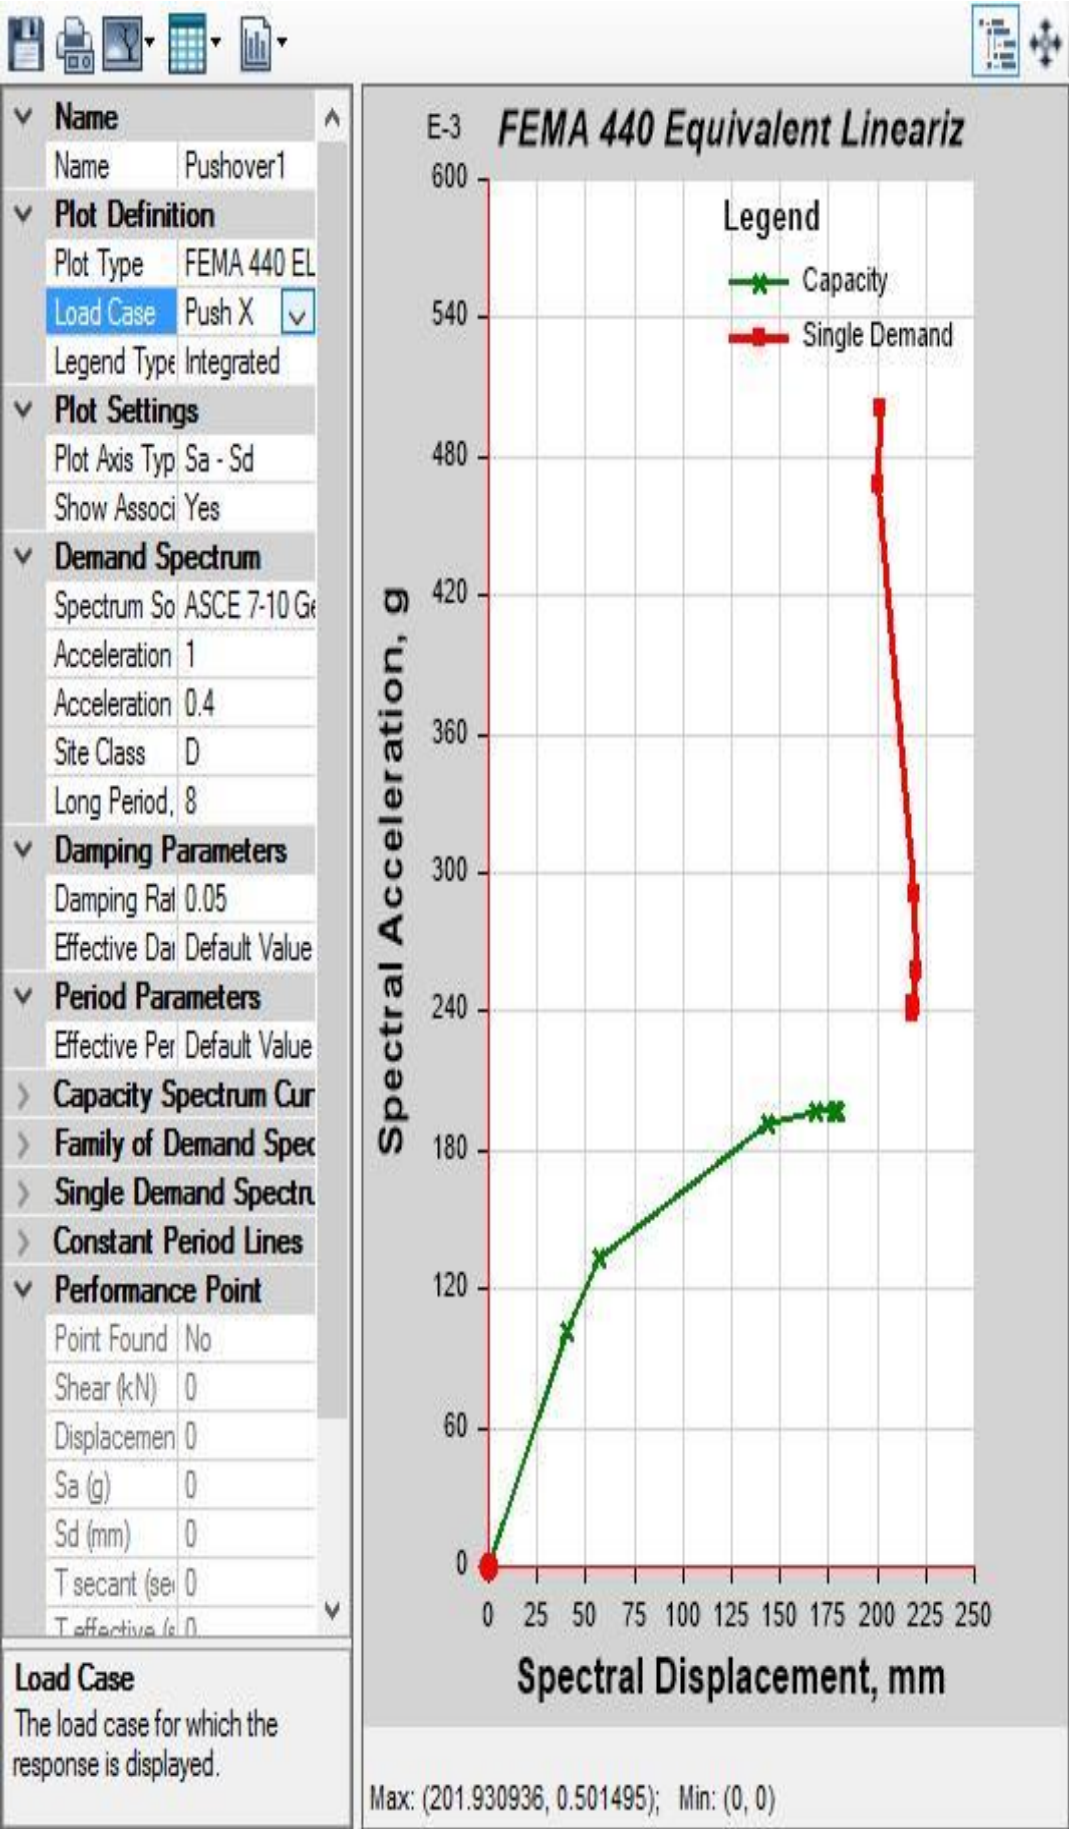 Name
Name Pushover1
Plot Definition
Plot Type FEMA 440 EL
Load Case Push X
Legend Type Integrated
Plot Settings
Plot Axis Typ Sa - Sd
Show Associ Yes
Demand Spectrum
Spectrum So ASCE 7-10 Ge
Acceleration 1
Acceleration 0.4
Site Class D
Long Period, 8
Damping Parameters
Damping Rat 0.05
Effective Dar Default Value
Period Parameters
Effective Per Default Value
Capacity Spectrum Cur
Family of Demand Spec
Single Demand Spectru
Constant Period Lines
Performance Point
Point Found No
Shear (kN) 0
Displacemen 0
Sa (g) 0
Sd (mm) 0
T secant (sec 0
T effective (s 0
Load Case
The load case for which the
response is displayed.
E-3 FEMA 440 Equivalent Lineariz
Legend
Capacity
Single Demand
600
540
480
420
360
300
240
180
120
60
0
Spectral Acceleration, g
0 25 50 75 100 125 150 175 200 225 250
Spectral Displacement, mm
Max: (201.930936, 0.501495); Min: (0, 0)